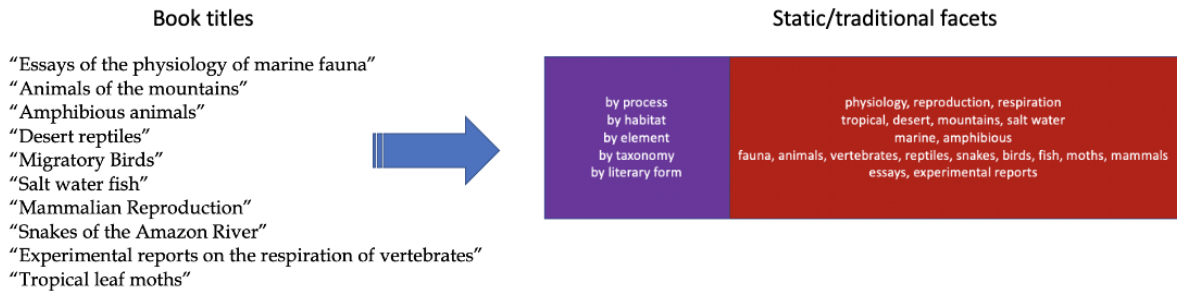 Book titles
“Essays of the physiology of marine fauna”
“Animals of the mountains”
“Amphibious animals”
“Desert reptiles”
“Migratory Birds”
“Salt water fish”
“Mammalian Reproduction”
“Snakes of the Amazon River”
“Experimental reports on the respiration of vertebrates”
“Tropical leaf moths”
Static/traditional facets
by process
by habitat
by element
by taxonomy
by literary form
physiology, reproduction, respiration
tropical, desert, mountains, salt water
marine, amphibious
fauna, animals, vertebrates, reptiles, snakes, birds, fish, moths, mammals
essays, experimental reports